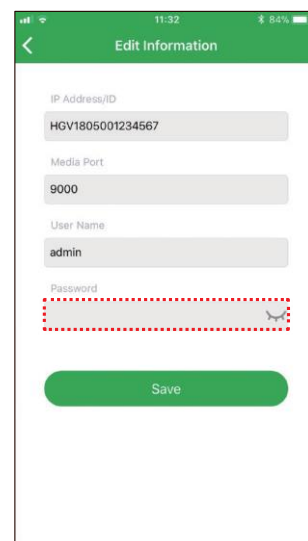 11:32
84%
Edit Information
IP Address/ID
HGV1805001234567
Media Port
9000
User Name
admin
Password
Save